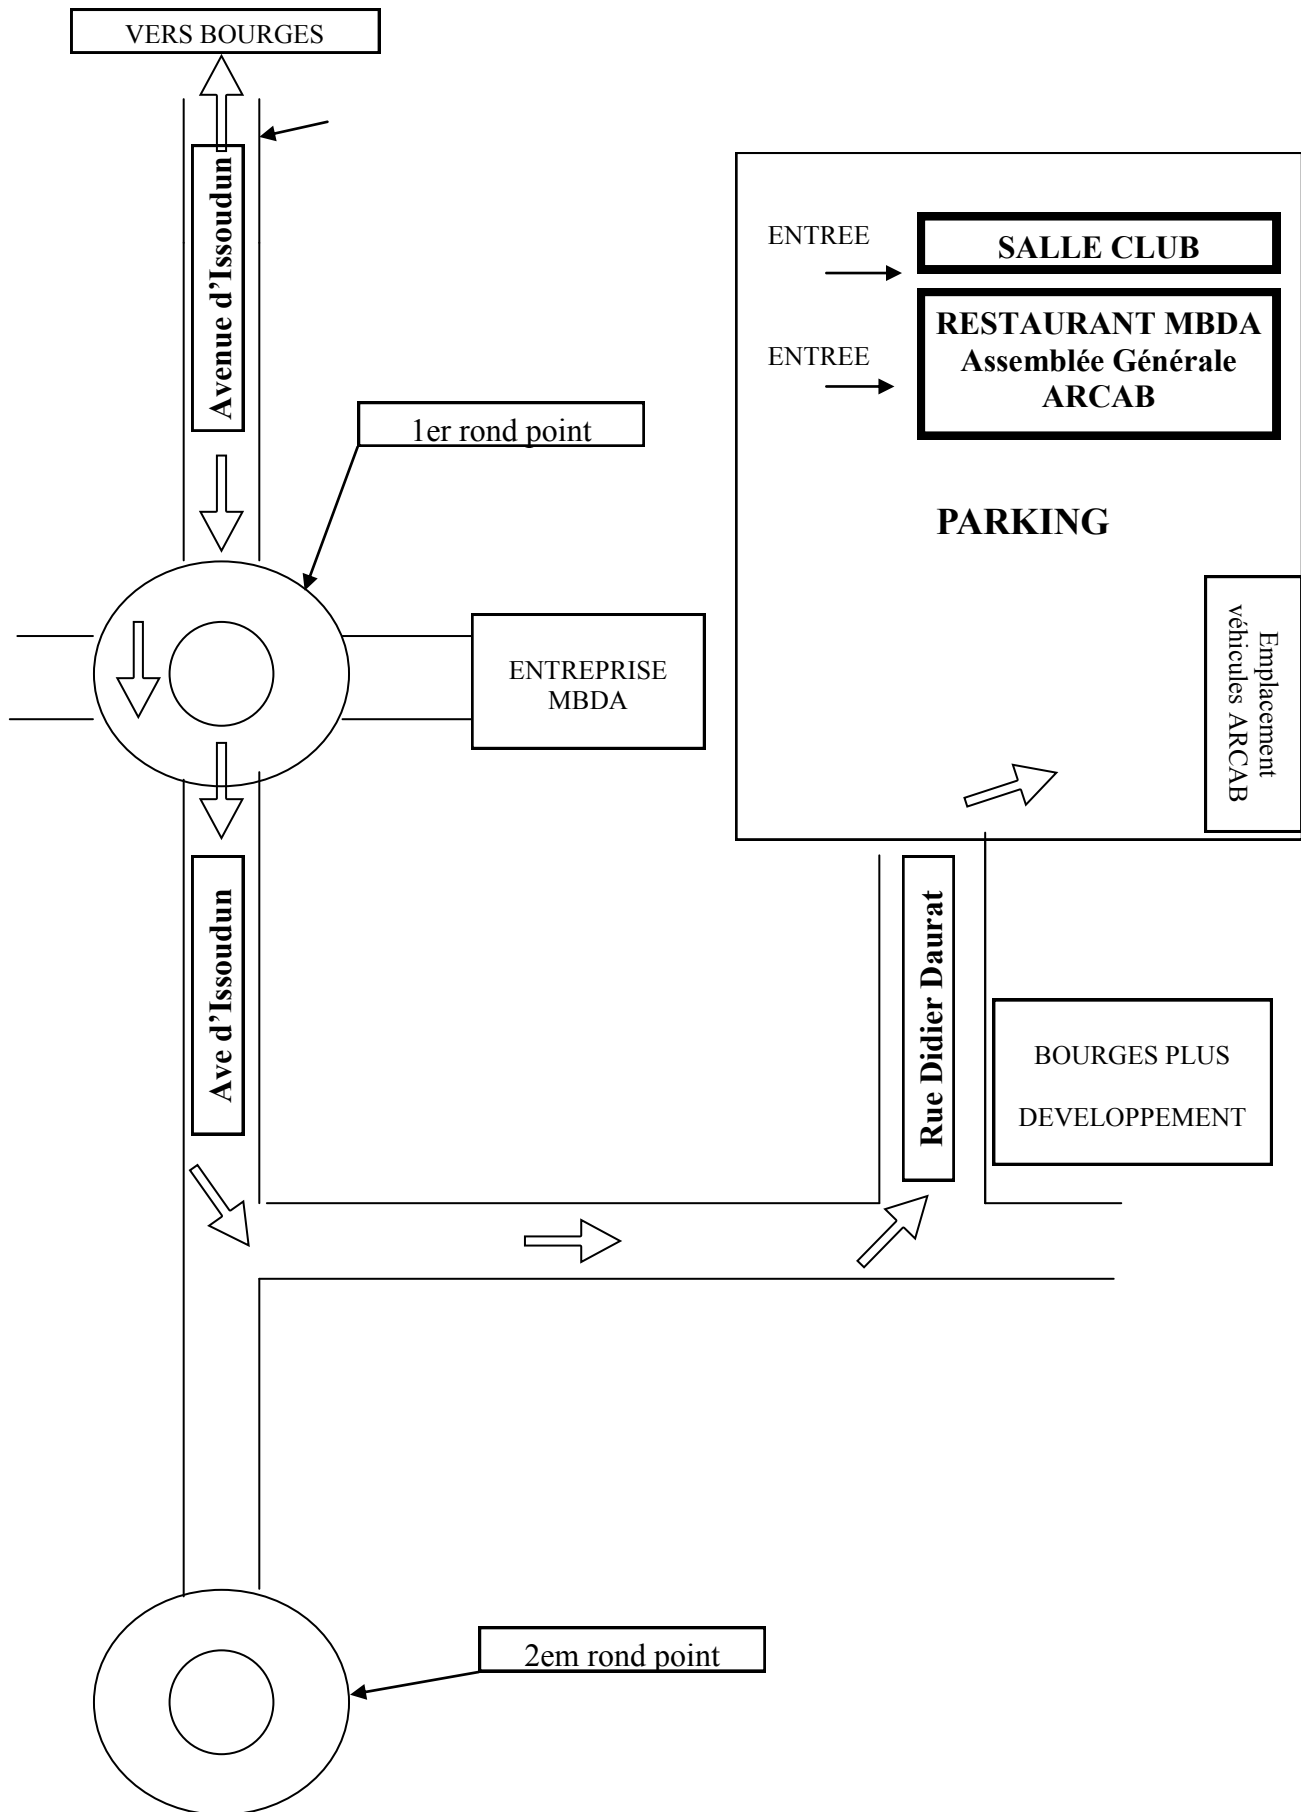 VERS BOURGES
Avenue d’Issoudun
ENTREE
SALLE CLUB
ENTREE
RESTAURANT MBDA
Assemblée Générale
ARCAB
1er rond point
PARKING
ENTREPRISE
MBDA
Emplacement
véhicules ARCAB
Ave d’Issoudun
Rue Didier Daurat
BOURGES PLUS
DEVELOPPEMENT
2em rond point